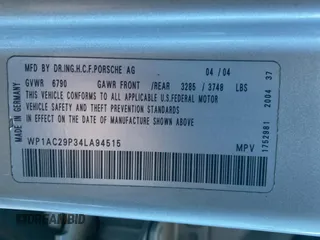 MFD BY DR.ING.H.C.F.PORSCHE AG 04/04
GVWR 6790 GAWR FRONT /REAR 3285 / 3748 LBS
THIS VEHICLE CONFORMS TO ALL APPLICABLE U.S.FEDERAL MOTOR
VEHICLE SAFETY, BUMPER, AND THEFT PREVENTION STANDARDS IN EFFECT
ON THE DATE OF MANUFACTURE SHOWN ABOVE
WP1AC29P34LA94515 MPV
MADE IN GERMANY
1752981 2004 37
DREAMBID